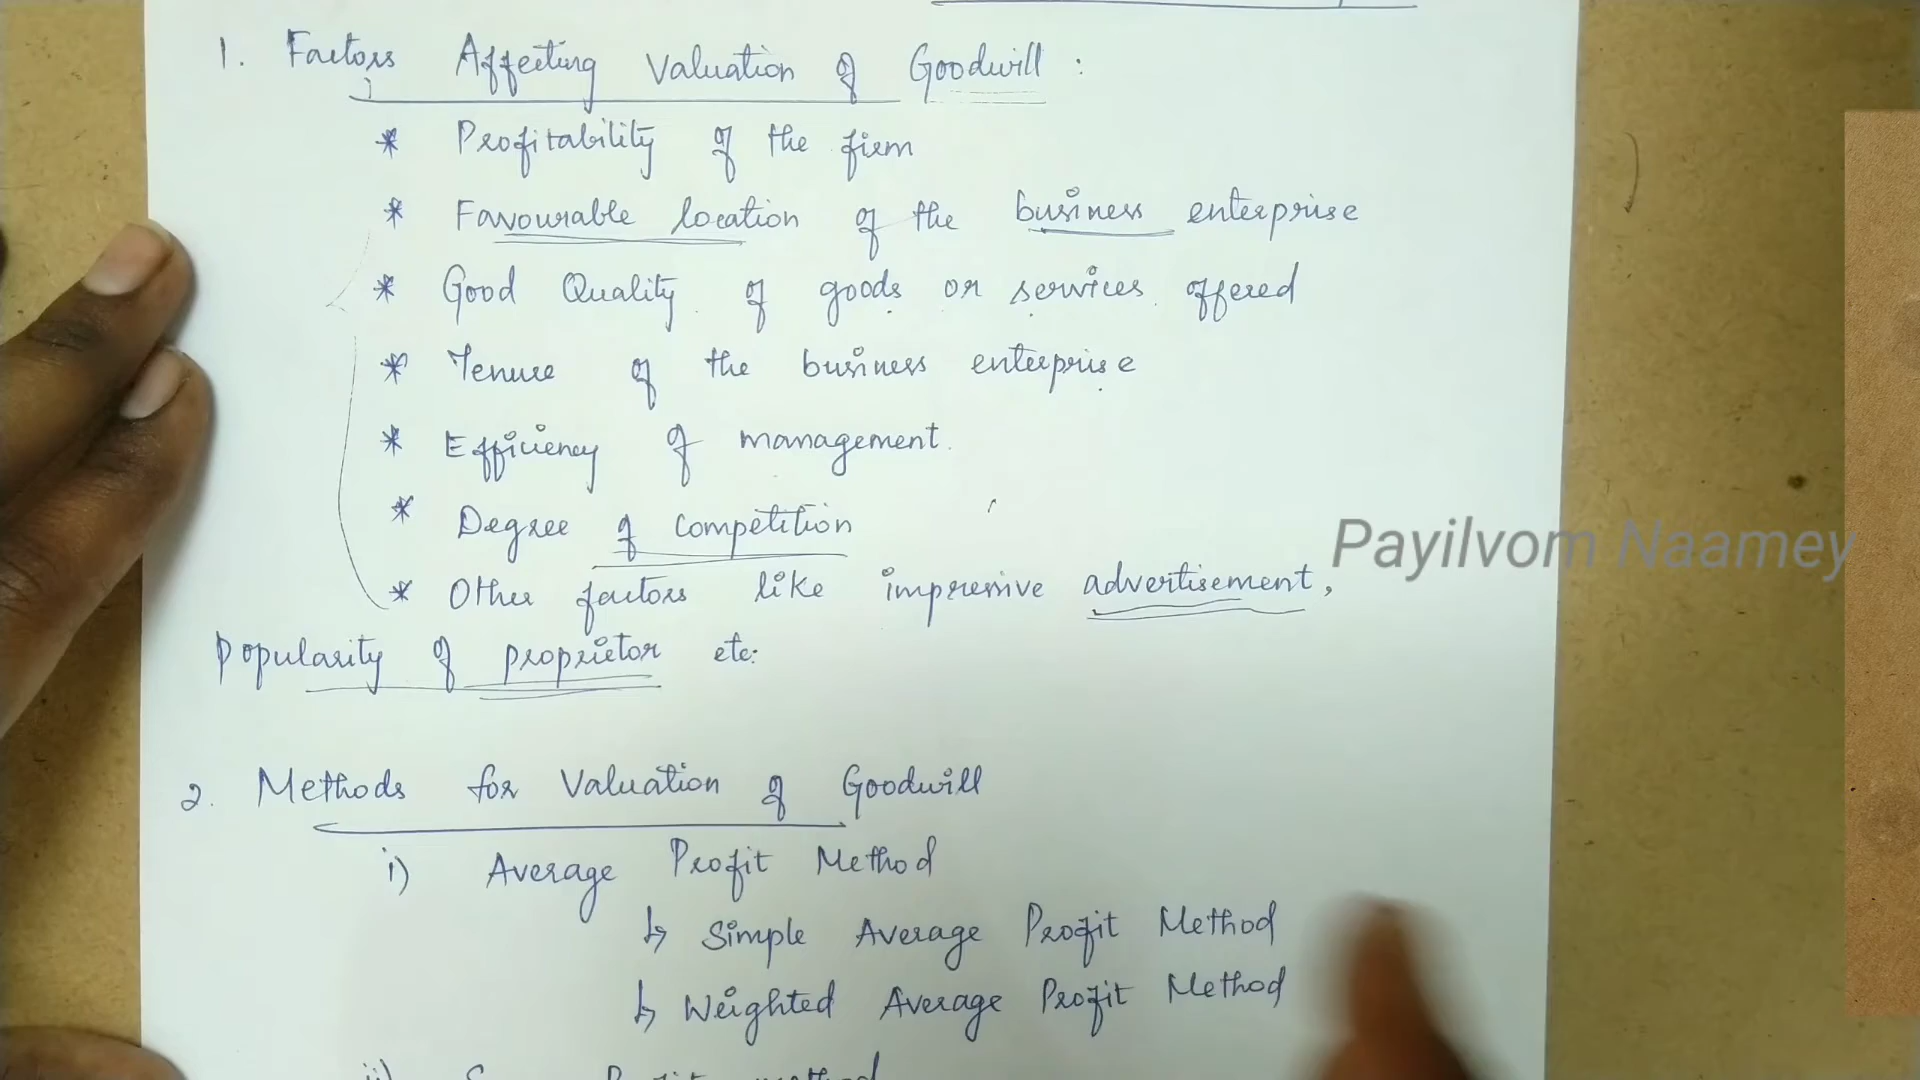 1. Factors Affecting Valuation of Goodwill :
* Profitability of the firm
* Favourable location of the business enterprise
* Good Quality of goods or services offered
* Tenure of the business enterprise
* Efficiency of management.
* Degree of competition
Payilvom Naamey
* Other factors like impressive advertisement,
Popularity of proprietor etc:
2. Methods for Valuation of Goodwill
i) Average Profit Method
↳ Simple Average Profit Method
↳ Weighted Average Profit Method
ii) Profit method